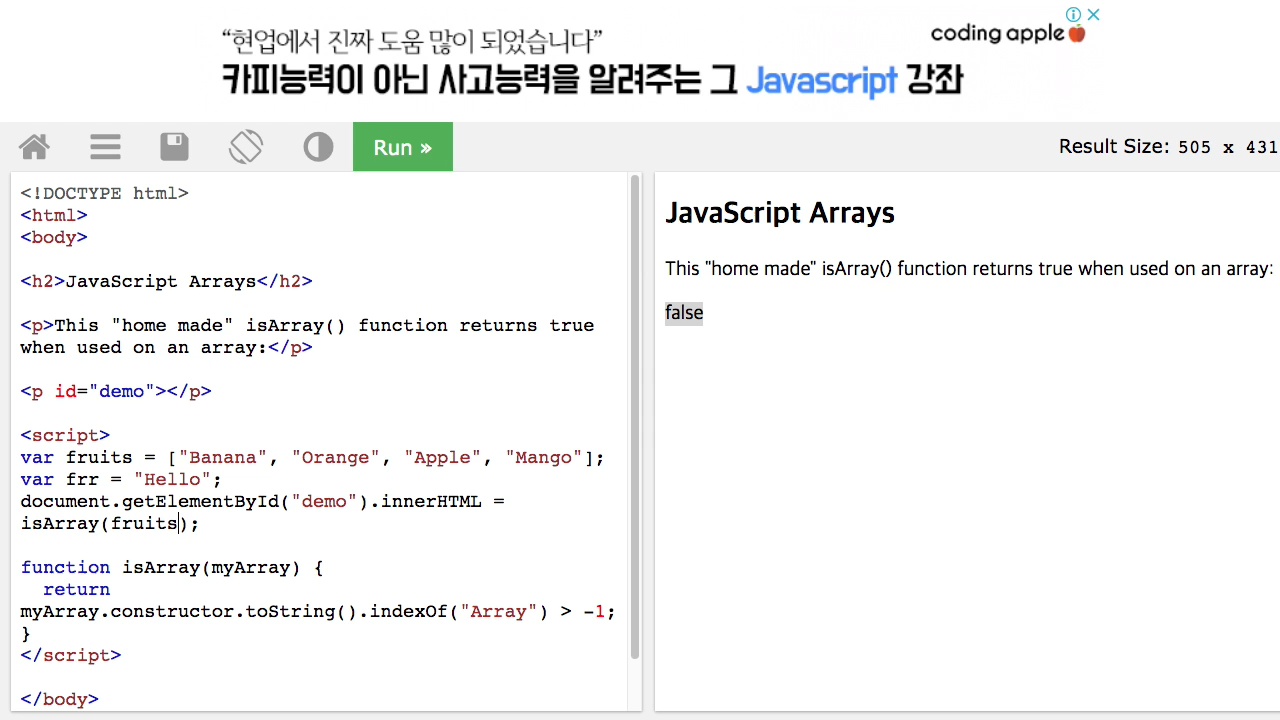 “현업에서 진짜 도움 많이 되었습니다”
coding apple
카피능력이 아닌 사고능력을 알려주는 그 Javascript 강좌
Run »
Result Size: 505 x 431
<!DOCTYPE html>
<html>
<body>
<h2>JavaScript Arrays</h2>
<p>This "home made" isArray() function returns true
when used on an array:</p>
<p id="demo"></p>
<script>
var fruits = ["Banana", "Orange", "Apple", "Mango"];
var frr = "Hello";
document.getElementById("demo").innerHTML =
isArray(fruits);
function isArray(myArray) {
  return
myArray.constructor.toString().indexOf("Array") > -1;
}
</script>
</body>
JavaScript Arrays
This "home made" isArray() function returns true when used on an array:
false